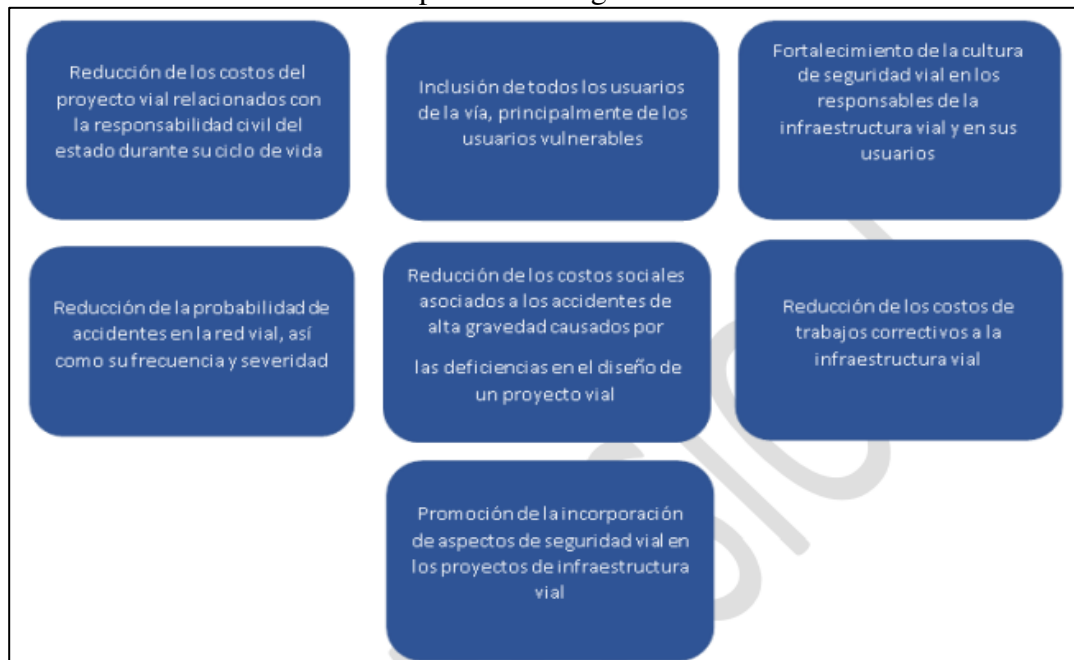 Reducción de los costos del
proyecto vial relacionados con
la responsabilidad civil del
estado durante su ciclo de vida
Inclusión de todos los usuarios
de la vía, principalmente de los
usuarios vulnerables
Fortalecimiento de la cultura
de seguridad vial en los
responsables de la
infraestructura vial y en sus
usuarios
Reducción de la probabilidad de
accidentes en la red vial, así
como su frecuencia y severidad
Reducción de los costos sociales
asociados a los accidentes de
alta gravedad causados por
las deficiencias en el diseño de
un proyecto vial
Reducción de los costos de
trabajos correctivos a la
infraestructura vial
Promoción de la incorporación
de aspectos de seguridad vial en
los proyectos de infraestructura
vial